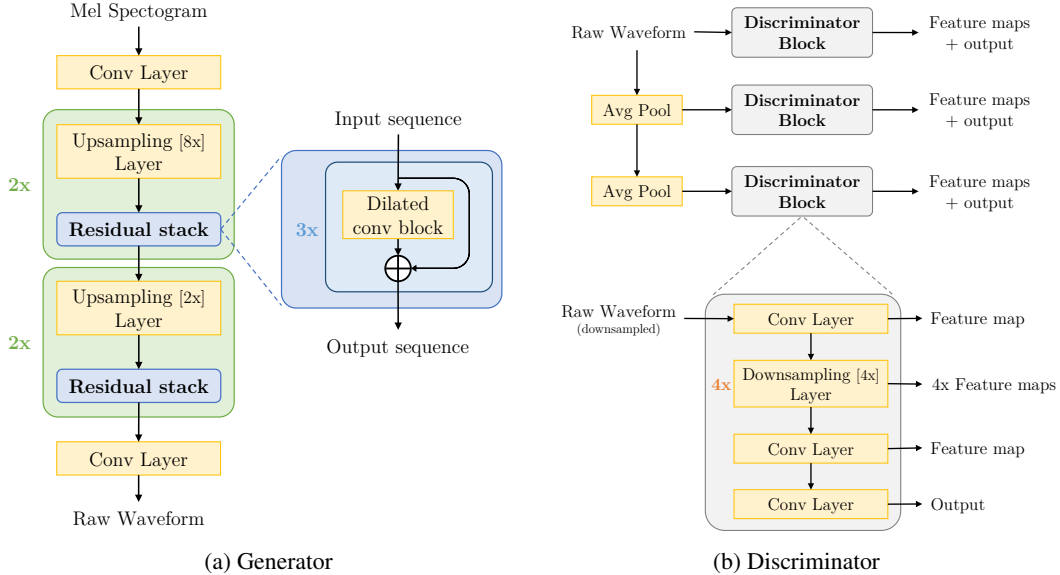 Mel Spectogram
Conv Layer
2x
Upsampling [8x]
Layer
Residual stack
2x
Upsampling [2x]
Layer
Residual stack
Conv Layer
Raw Waveform
Input sequence
3x
Dilated
conv block
Output sequence
(a) Generator
Raw Waveform
Discriminator
Block
Feature maps
+ output
Avg Pool
Discriminator
Block
Feature maps
+ output
Avg Pool
Discriminator
Block
Feature maps
+ output
Raw Waveform
(downsampled)
Conv Layer
Feature map
4x
Downsampling [4x]
Layer
4x Feature maps
Conv Layer
Feature map
Conv Layer
Output
(b) Discriminator